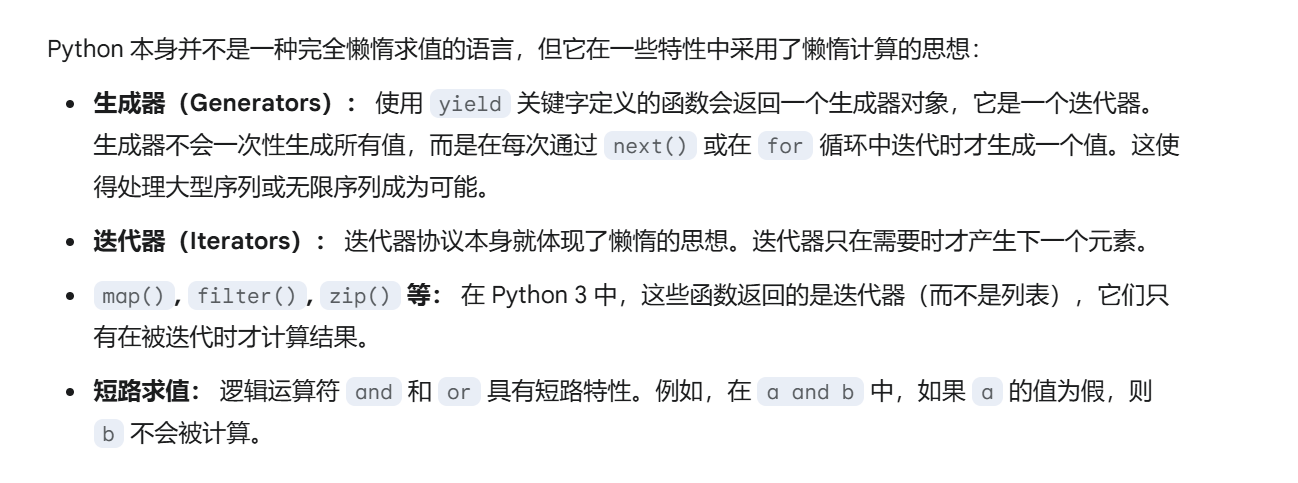 Python 本身并不是一种完全懒惰求值的语言，但它在一些特性中采用了懒惰计算的思想：
• 生成器（Generators）： 使用 yield 关键字定义的函数会返回一个生成器对象，它是一个迭代器。
生成器不会一次性生成所有值，而是在每次通过 next() 或在 for 循环中迭代时才生成一个值。这使
得处理大型序列或无限序列成为可能。
• 迭代器（Iterators）： 迭代器协议本身就体现了懒惰的思想。迭代器只在需要时才产生下一个元素。
• map(), filter(), zip() 等： 在 Python 3 中，这些函数返回的是迭代器（而不是列表），它们只
有在被迭代时才计算结果。
• 短路求值： 逻辑运算符 and 和 or 具有短路特性。例如，在 a and b 中，如果 a 的值为假，则
b 不会被计算。